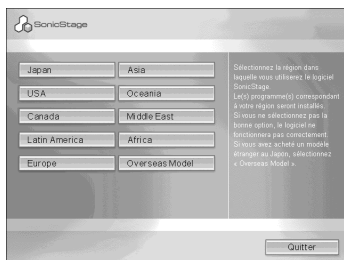 SonicStage
Japan
Asia
USA
Oceania
Canada
Middle East
Latin America
Africa
Europe
Overseas Model
Sélectionnez la région dans
laquelle vous utiliserez le logiciel
SonicStage.
Le(s) programme(s) correspondant
à votre région seront installés.
Si vous ne sélectionnez pas la
bonne option, le logiciel ne
fonctionnera pas correctement.
Si vous avez acheté un modèle
étranger au Japon, sélectionnez
« Overseas Model ».
Quitter